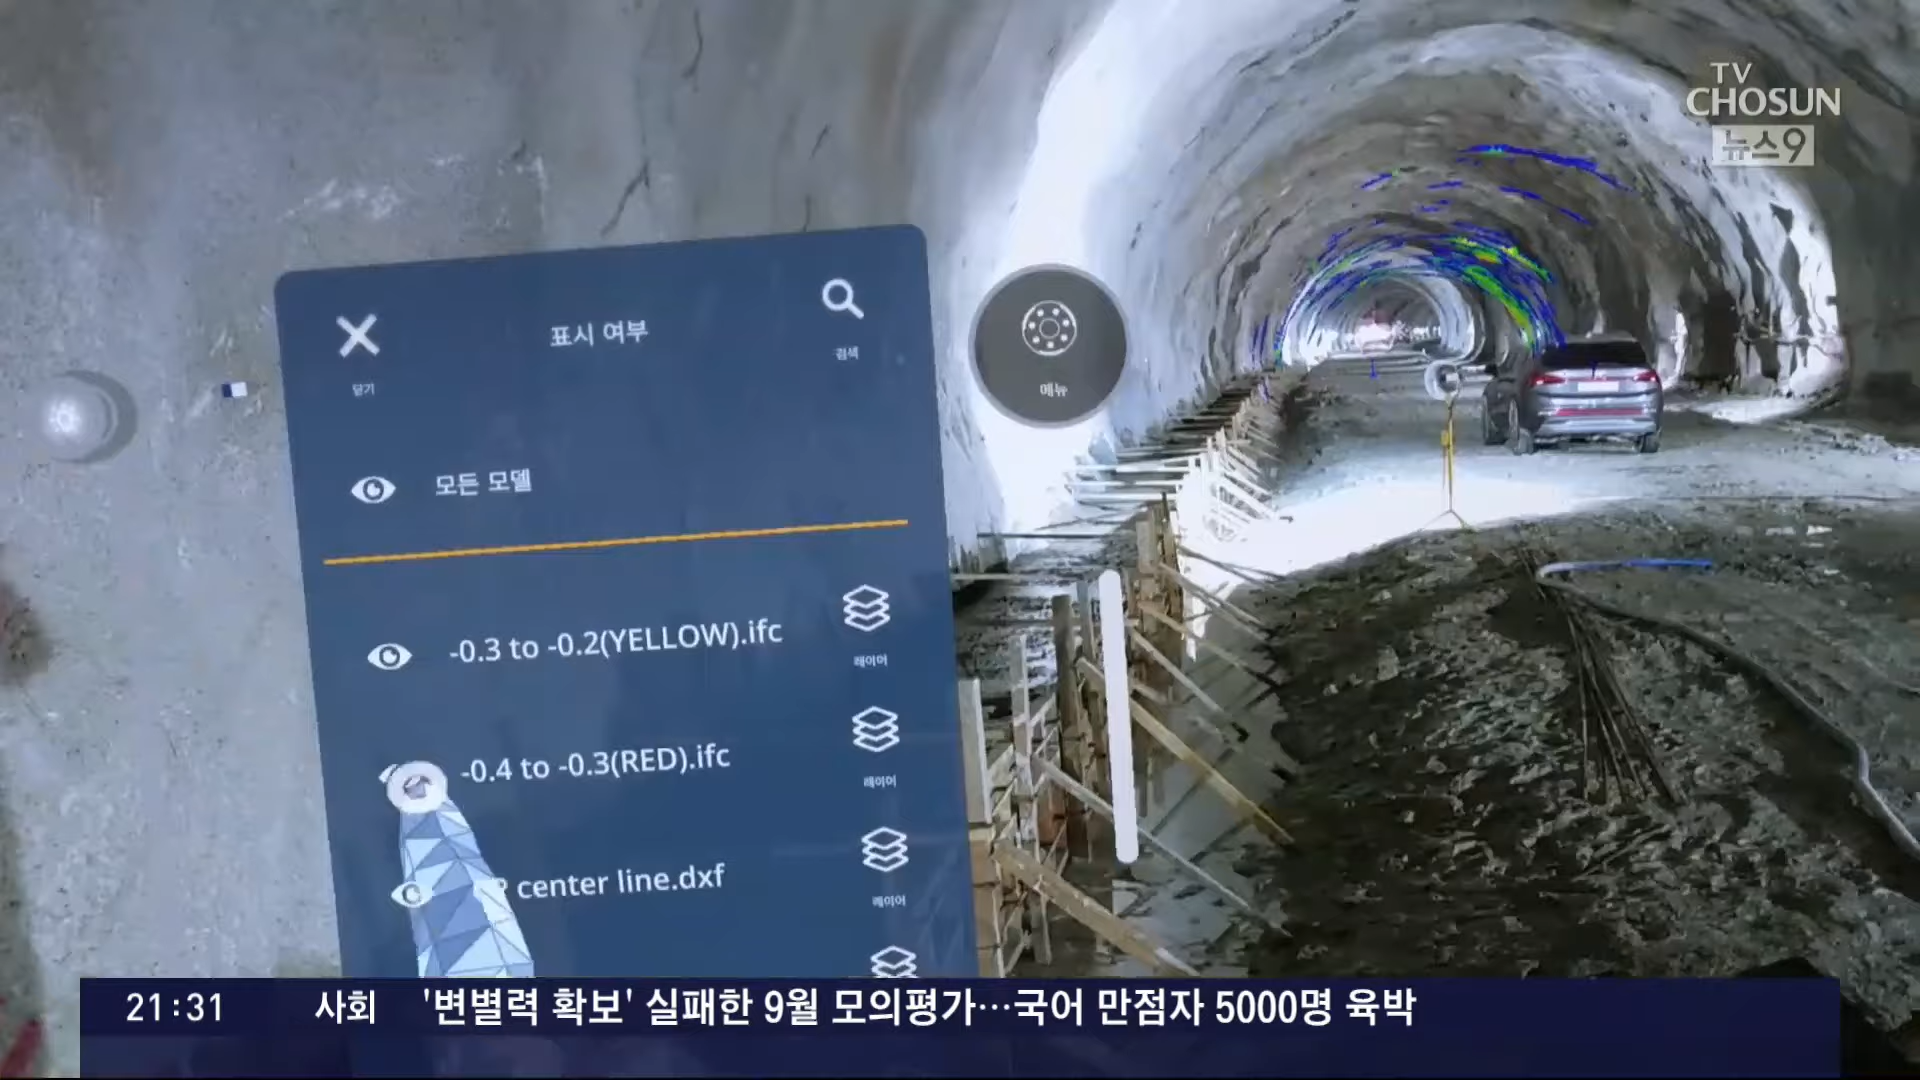 TV
CHOSUN
뉴스9
표시 여부
닫기
검색
메뉴
모든 모델
-0.3 to -0.2(YELLOW).ifc
레이어
-0.4 to -0.3(RED).ifc
레이어
center line.dxf
레이어
21:31 사회 '변별력 확보' 실패한 9월 모의평가…국어 만점자 5000명 육박